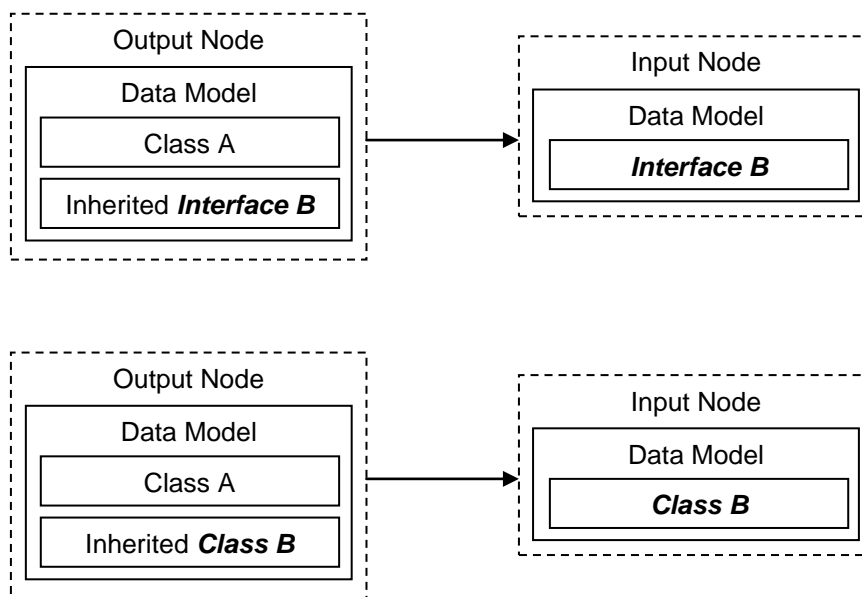 Output Node
Data Model
Class A
Inherited Interface B
Input Node
Data Model
Interface B
Output Node
Data Model
Class A
Inherited Class B
Input Node
Data Model
Class B